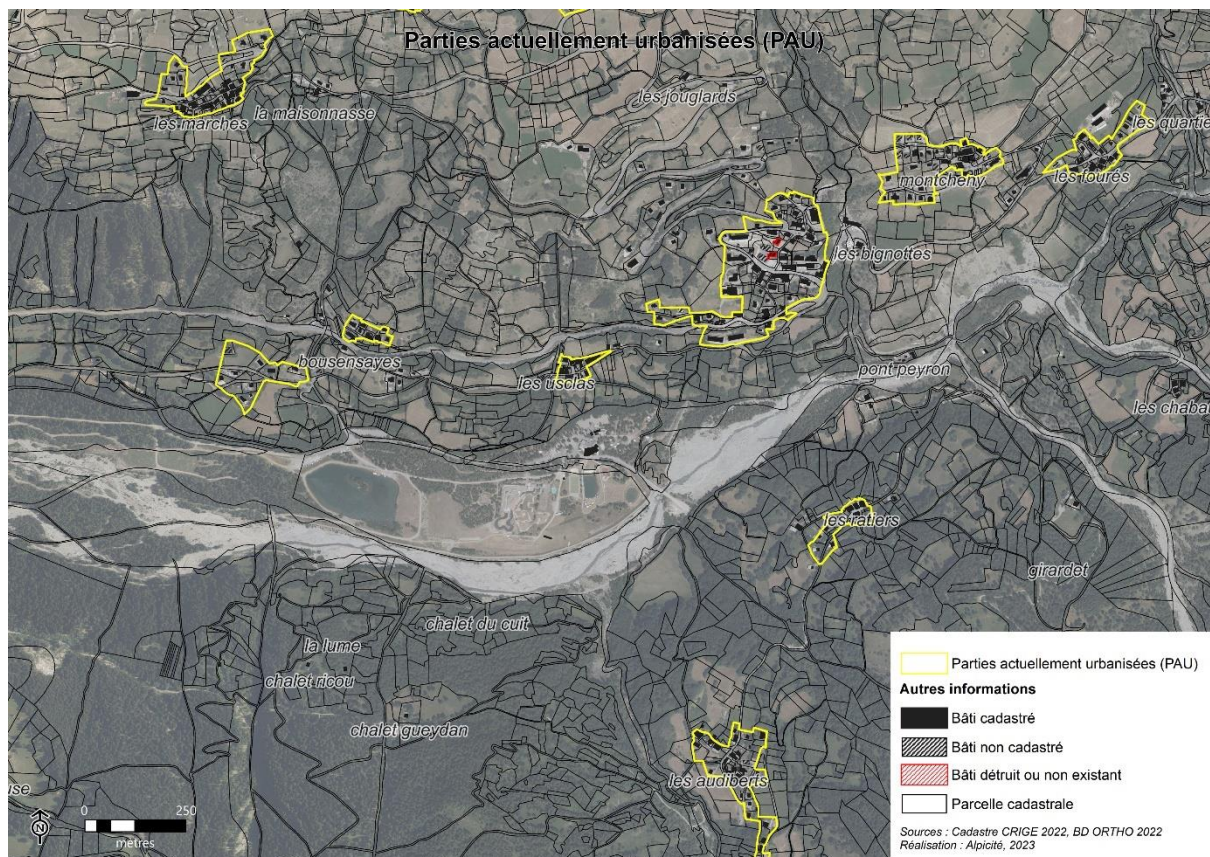 Parties actuellement urbanisées (PAU)
les jouglards
la maisonnasse
les marches
les quartie
montcheny
les fourés
les bignottes
bousensayes
les usclas
pont peyron
les chabau
les ratiers
girardet
chalet du cuit
la lume
chalet ricou
chalet gueydan
les audiberts
use
0 250
mètres
N
Parties actuellement urbanisées (PAU)
Autres informations
Bâti cadastré
Bâti non cadastré
Bâti détruit ou non existant
Parcelle cadastrale
Sources : Cadastre CRIGE 2022, BD ORTHO 2022
Réalisation : Alpicité, 2023